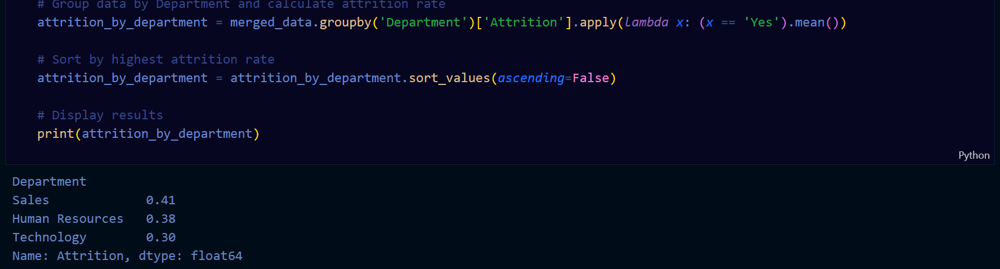 # Group data by Department and calculate attrition rate
attrition_by_department = merged_data.groupby('Department')['Attrition'].apply(lambda x: (x == 'Yes').mean())
# Sort by highest attrition rate
attrition_by_department = attrition_by_department.sort_values(ascending=False)
# Display results
print(attrition_by_department)
Python
Department
Sales 0.41
Human Resources 0.38
Technology 0.30
Name: Attrition, dtype: float64